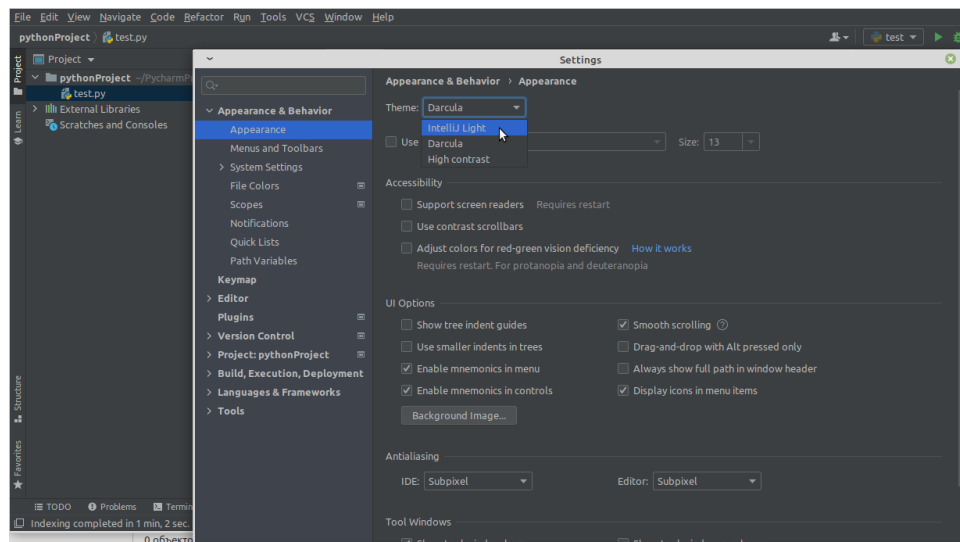 File Edit View Navigate Code Refactor Run Tools VCS Window Help
pythonProject test.py
test
Settings
Project
Project
pythonProject ~/PycharmPr
test.py
External Libraries
Scratches and Consoles
Learn
Structure
Favorites
Appearance & Behavior
Appearance
Menus and Toolbars
System Settings
File Colors
Scopes
Notifications
Quick Lists
Path Variables
Keymap
Editor
Plugins
Version Control
Project: pythonProject
Build, Execution, Deployment
Languages & Frameworks
Tools
Appearance & Behavior › Appearance
Theme: Darcula
IntelliJ Light
Darcula
High contrast
Use
Size: 13
Accessibility
Support screen readers Requires restart
Use contrast scrollbars
Adjust colors for red-green vision deficiency How it works
Requires restart. For protanopia and deuteranopia
UI Options
Show tree indent guides
Smooth scrolling
Use smaller indents in trees
Drag-and-drop with Alt pressed only
Enable mnemonics in menu
Always show full path in window header
Enable mnemonics in controls
Display icons in menu items
Background Image...
Antialiasing
IDE: Subpixel
Editor: Subpixel
Tool Windows
TODO Problems Termin
Indexing completed in 1 min, 2 sec.